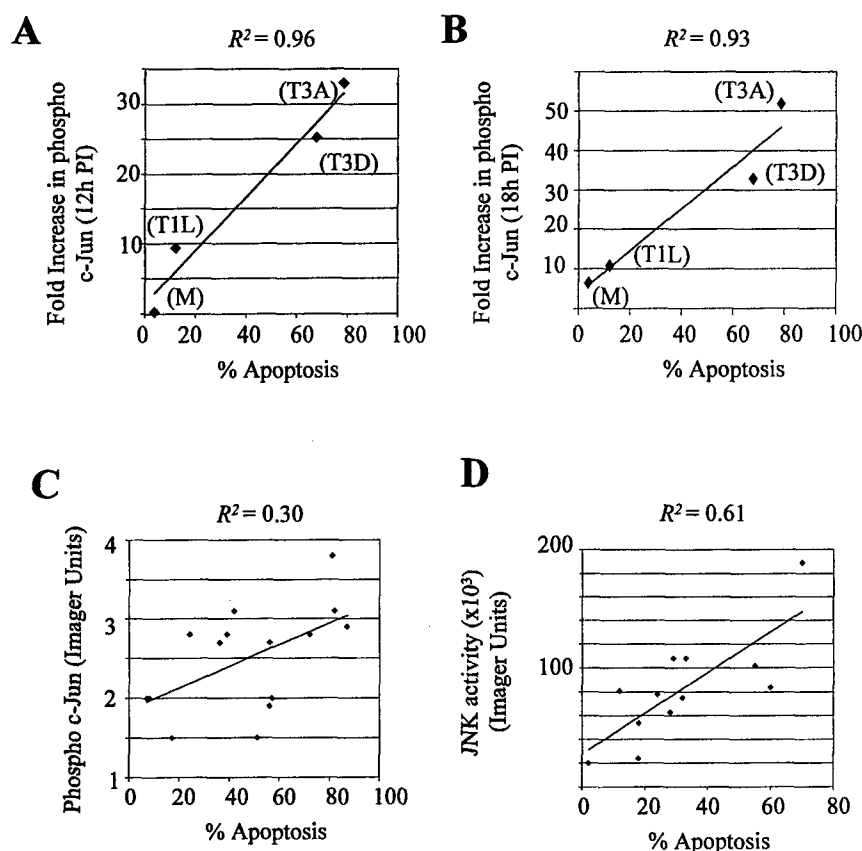 A
R² = 0.96
Fold Increase in phospho
c-Jun (12h PI)
30
20
10
(T3A)
(T3D)
(T1L)
(M)
0 20 40 60 80 100
% Apoptosis
B
R² = 0.93
Fold Increase in phospho
c-Jun (18h PI)
50
40
30
20
10
(T3A)
(T3D)
(T1L)
(M)
0 20 40 60 80 100
% Apoptosis
C
R² = 0.30
Phospho c-Jun (Imager Units)
4
3
2
1
0 20 40 60 80 100
% Apoptosis
D
R² = 0.61
JNK activity (x10³)
(Imager Units)
200
100
0 20 40 60 80
% Apoptosis